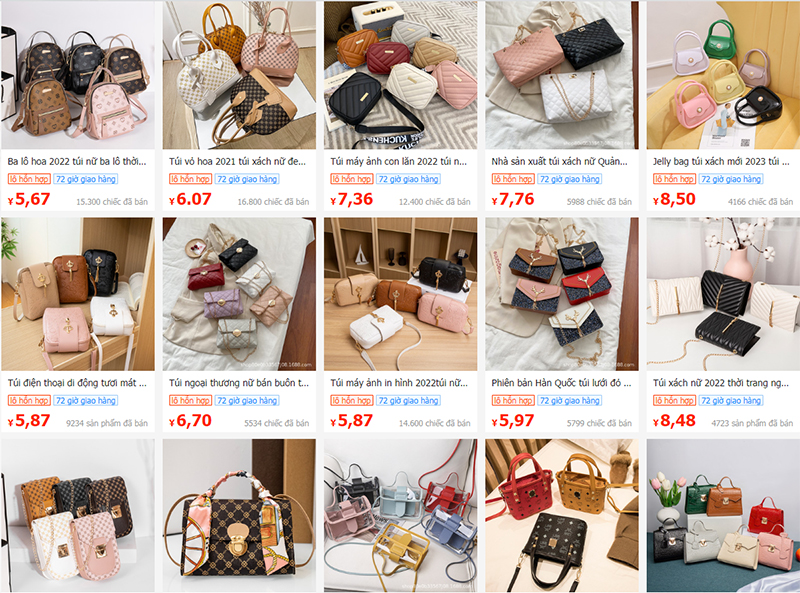 Ba lô hoa 2022 túi nữ ba lô thời...
lô hỗn hợp 72 giờ giao hàng
¥ 5,67 15.300 chiếc đã bán
Túi vỏ hoa 2021 túi xách nữ đe...
lô hỗn hợp 72 giờ giao hàng
¥ 6.07 16.800 chiếc đã bán
KUCHEN
Túi máy ảnh con lăn 2022 túi n...
lô hỗn hợp 72 giờ giao hàng
¥ 7,36 12.400 chiếc đã bán
Nhà sản xuất túi xách nữ Quản...
lô hỗn hợp 72 giờ giao hàng
¥ 7,76 5988 chiếc đã bán
Jelly bag túi xách mới 2023 túi ...
lô hỗn hợp 72 giờ giao hàng
¥ 8,50 4166 chiếc đã bán
Túi điện thoại di động tươi mát ...
lô hỗn hợp 72 giờ giao hàng
¥ 5,87 9234 sản phẩm đã bán
Túi ngoại thương nữ bán buôn t...
lô hỗn hợp 72 giờ giao hàng
¥ 6,70 5534 chiếc đã bán
Túi máy ảnh in hình 2022túi nữ...
lô hỗn hợp 72 giờ giao hàng
¥ 5,87 14.600 chiếc đã bán
Phiên bản Hàn Quốc túi lưới đỏ ...
lô hỗn hợp 72 giờ giao hàng
¥ 5,97 5799 chiếc đã bán
Túi xách nữ 2022 thời trang ng...
lô hỗn hợp 72 giờ giao hàng
¥ 8,48 4723 sản phẩm đã bán